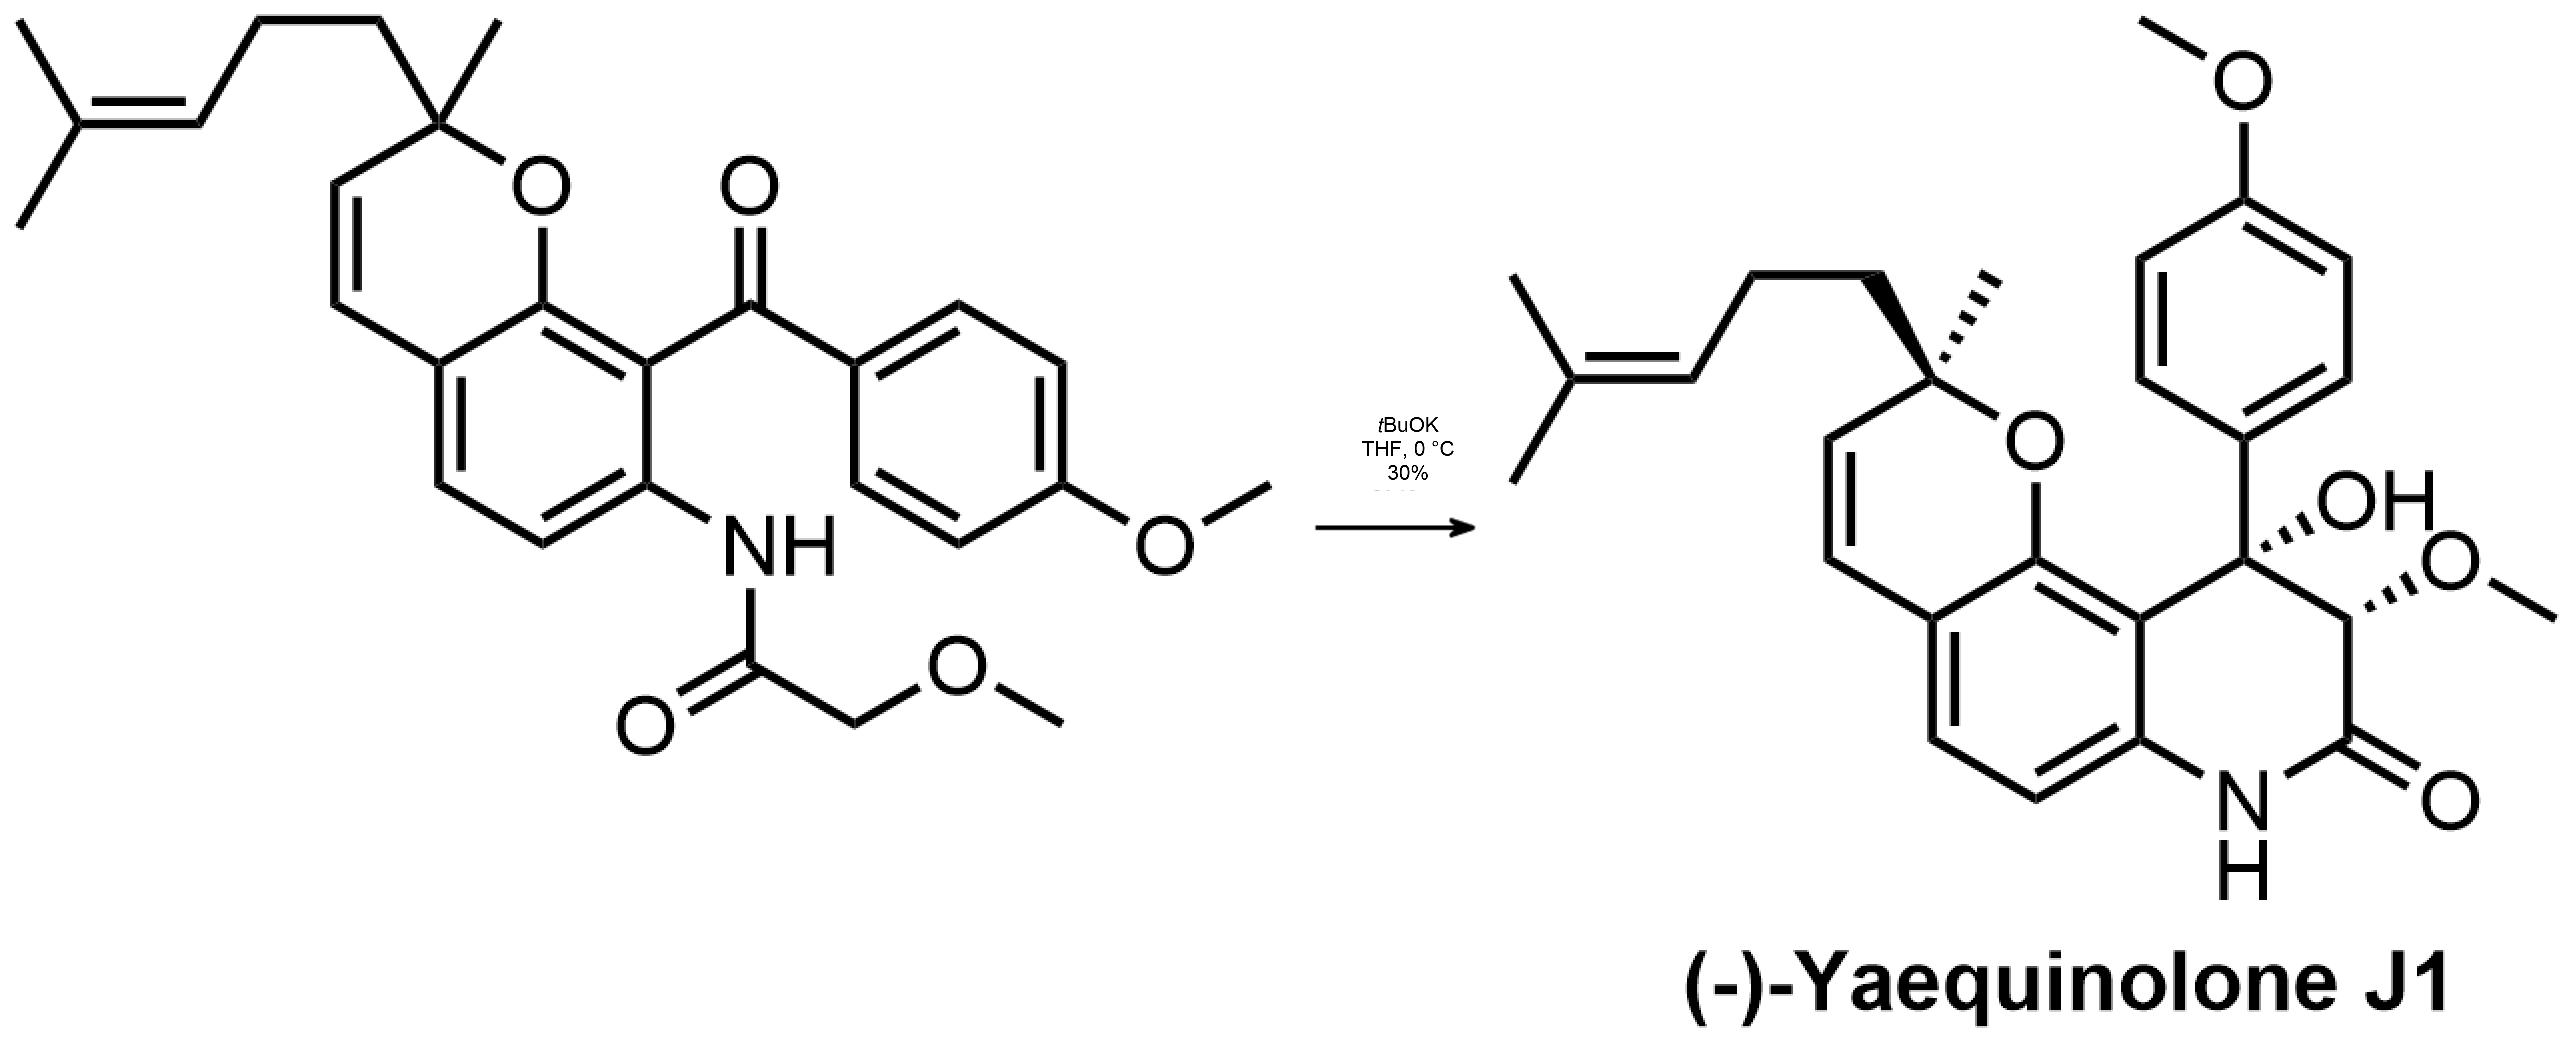 O
O
NH
O
O
O
tBuOK
THF, 0 °C
30%
O
O
OH
O
O
N
H
(-)-Yaequinolone J1